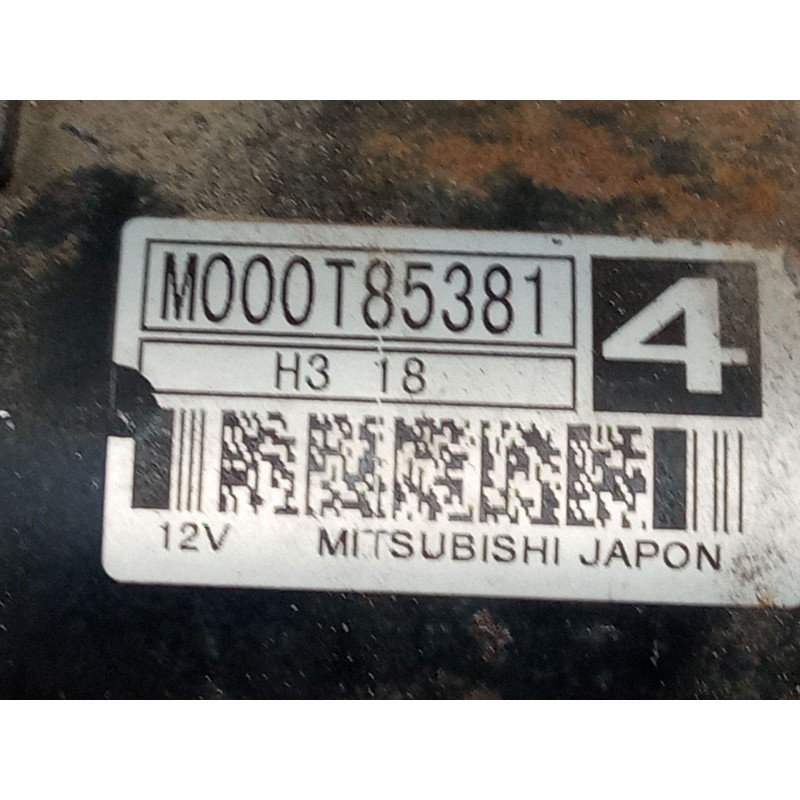 M000T85381
4
H3 18
12V MITSUBISHI JAPON